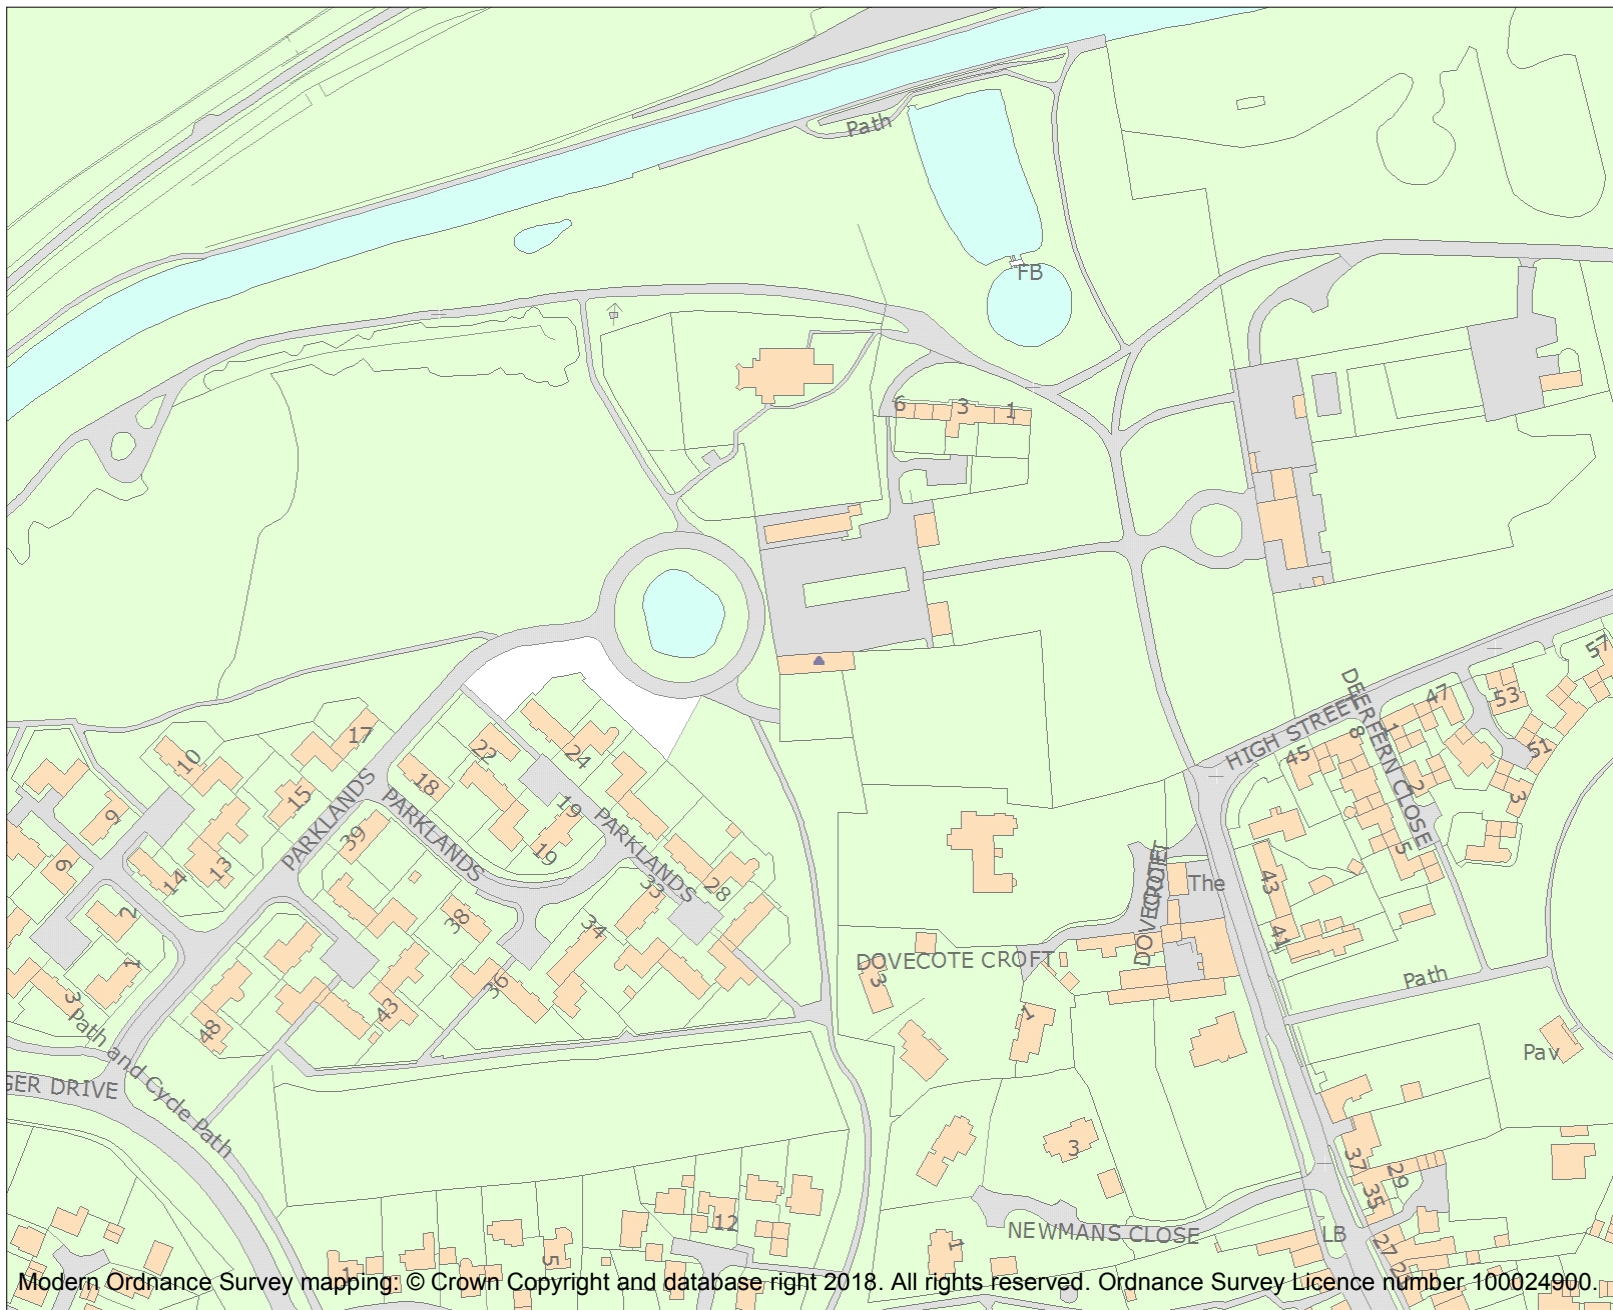 Path
FB
6
3
1
57
47
53
DEERFERN CLOSE
HIGH STREET
8
1
45
51
2
3
5
17
10
22
24
18
15
PARKLANDS
PARKLANDS
19
PARKLANDS
9
39
19
6
14
13
33
28
The
43
DOVECOTE
CROFT
2
38
34
41
DOVECOTE CROFT
1
36
3
Path
3
43
1
48
Path and Cycle Path
Pav
GER DRIVE
3
37
29
35
12
NEWMANS CLOSE
LB
1
27
5
1
Modern Ordnance Survey mapping: © Crown Copyright and database right 2018. All rights reserved. Ordnance Survey Licence number 100024900.